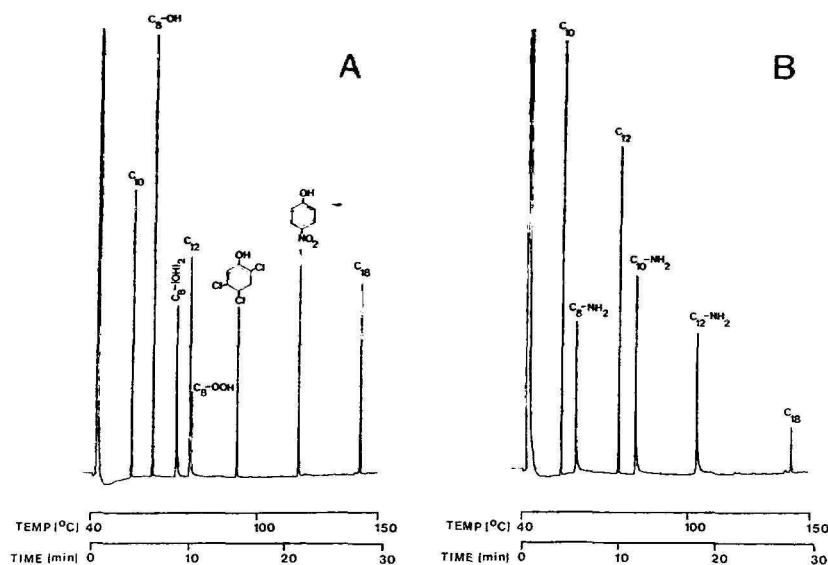 A
C8-OH
C10
C8-(OH)2
C12
C8-OOH
OH
Cl
Cl
Cl
OH
NO2
C18
TEMP (°C) 40 100 150
TIME (min) 0 10 20 30
B
C10
C12
C8-NH2
C10-NH2
C12-NH2
C18
TEMP (°C) 40 100 150
TIME (min) 0 10 20 30